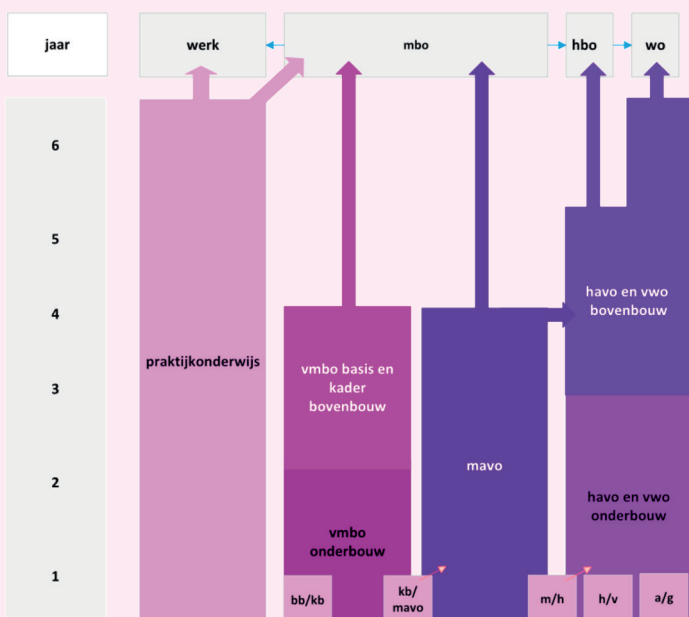 jaar
werk
mbo
hbo
wo
6
5
4
3
2
1
praktijkonderwijs
vmbo basis en
kader
bovenbouw
vmbo
onderbouw
mavo
havo en vwo
bovenbouw
havo en vwo
onderbouw
bb/kb
kb/
mavo
m/h
h/v
a/g